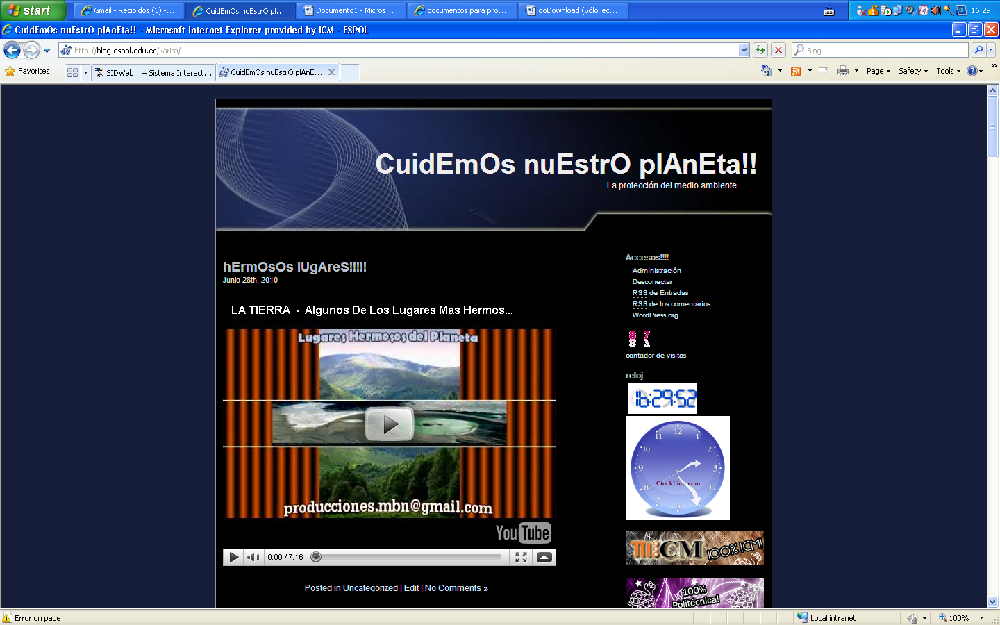 start
Gmail - Recibidos (3) -...
CuidEmOs nuEstrO pl...
Documento1 - Micros...
documentos para pro...
doDownload (Sólo lec...
16:29
CuidEmOs nuEstrO plAnEta!! - Microsoft Internet Explorer provided by ICM - ESPOL
http://blog.espol.edu.ec/karito/
Bing
Favorites
SIDWeb ::-- Sistema Interact...
CuidEmOs nuEstrO plAnE...
Page
Safety
Tools
CuidEmOs nuEstrO plAnEta!!
La protección del medio ambiente
hErmOsOs lUgAreS!!!!!
Junio 28th, 2010
LA TIERRA - Algunos De Los Lugares Mas Hermos...
Lugares Hermosos del Planeta
producciones.mbn@gmail.com
YouTube
0:00 / 7:16
Posted in Uncategorized | Edit | No Comments »
Accesos!!!!
Administración
Desconectar
RSS de Entradas
RSS de los comentarios
WordPress.org
8 7
contador de visitas
reloj
16:29:52
12
11 1
10 2
9 3
ClockLink.com
8 4
7 5
6
ICM 100% ICM!
100%
Politécnica!
Error on page.
Local intranet
100%